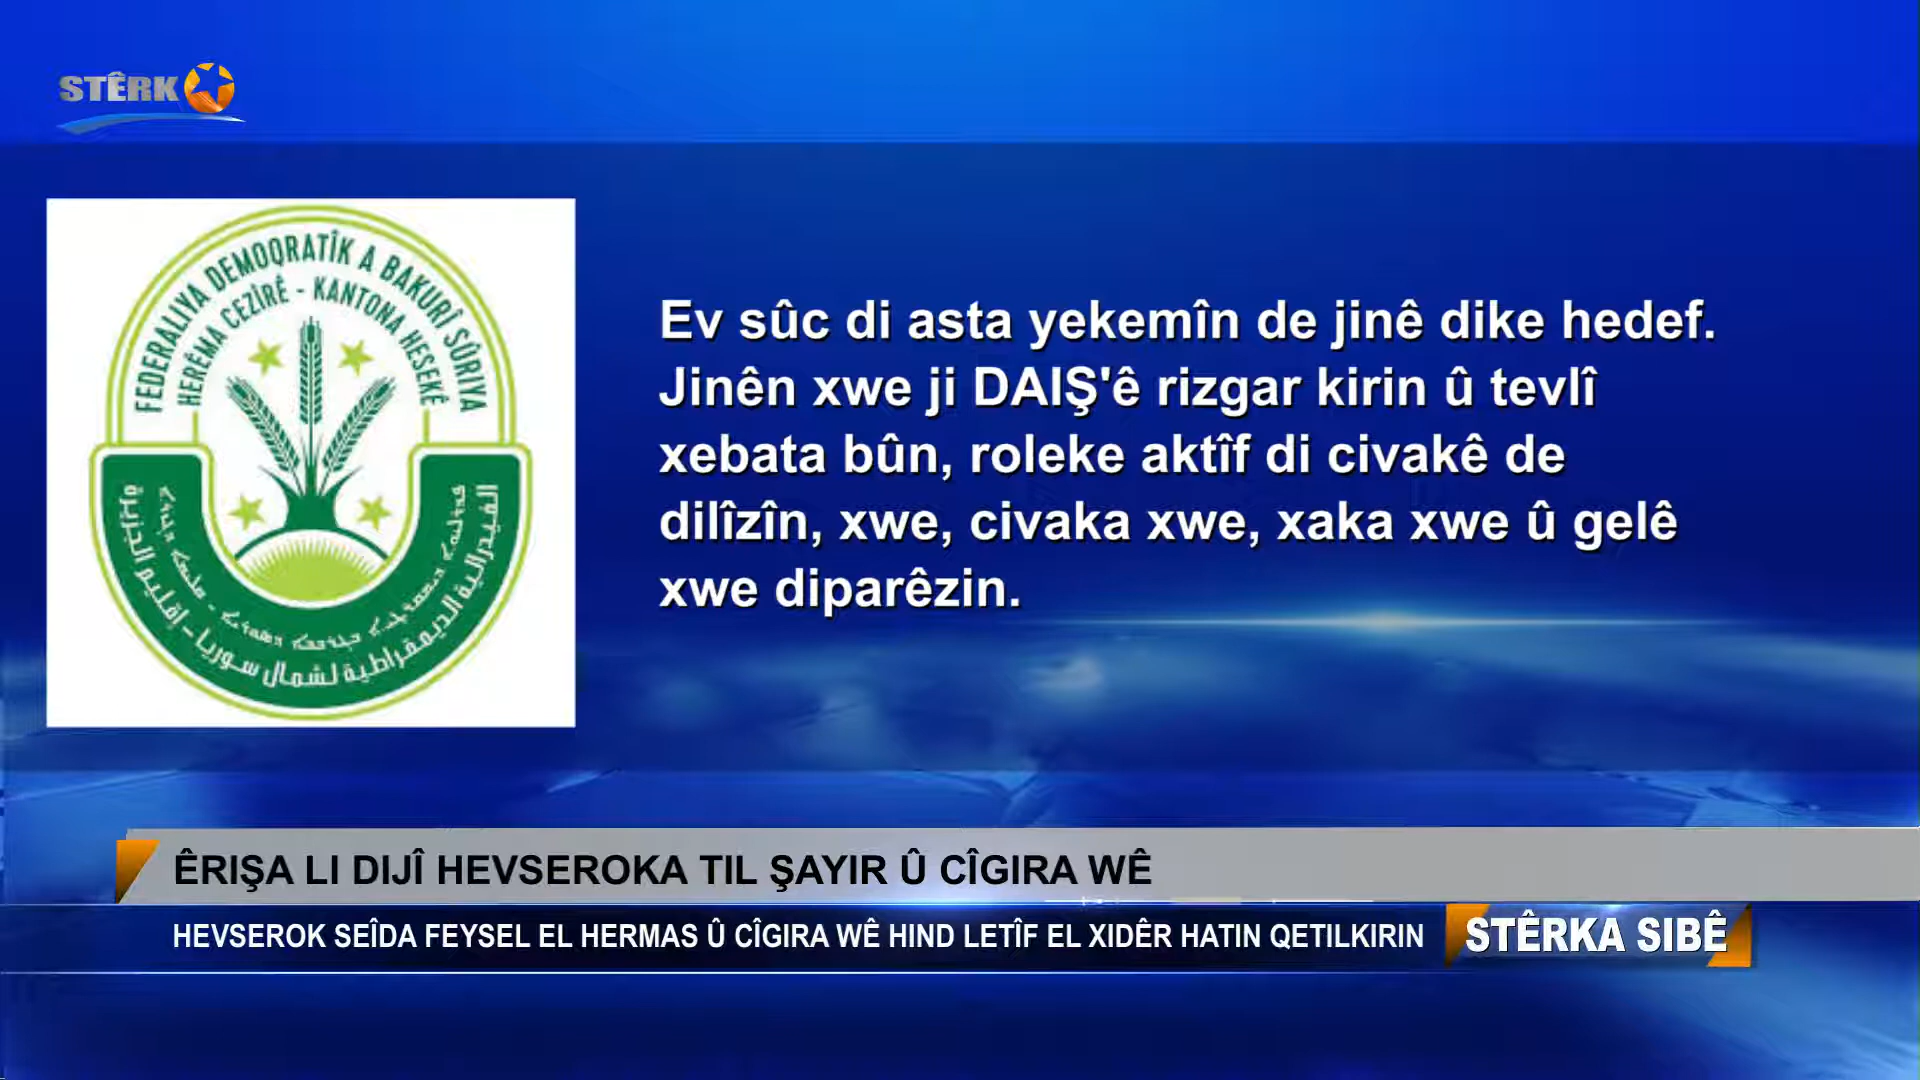 STÊRK
FEDERALIYA DEMOQRATÎK A BAKURÎ SÛRIYA
HERÊMA CEZÎRÊ - KANTONA HESEKÊ
الفيدرالية الديمقراطية لشمال سوريا - إقليم الجزيرة
Ev sûc di asta yekemîn de jinê dike hedef.
Jinên xwe ji DAIŞ'ê rizgar kirin û tevlî
xebata bûn, roleke aktîf di civakê de
dilîzîn, xwe, civaka xwe, xaka xwe û gelê
xwe diparêzin.
ÊRIŞA LI DIJÎ HEVSEROKA TIL ŞAYIR Û CÎGIRA WÊ
HEVSEROK SEÎDA FEYSEL EL HERMAS Û CÎGIRA WÊ HIND LETÎF EL XIDÊR HATIN QETILKIRIN
STÊRKA SIBÊ